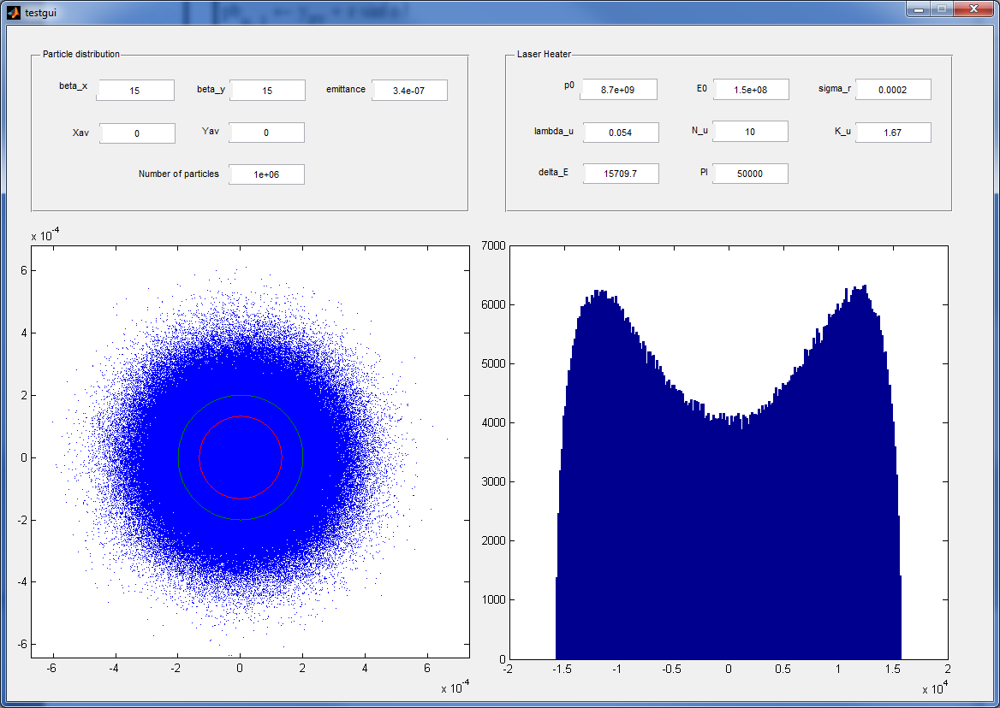 testgui
Particle distribution
beta_x 15 beta_y 15 emittance 3.4e-07
Xav 0 Yav 0
Number of particles 1e+06
Laser Heater
p0 8.7e+09 E0 1.5e+08 sigma_r 0.0002
lambda_u 0.054 N_u 10 K_u 1.67
delta_E 15709.7 Pl 50000
x 10^-4
6
4
2
0
-2
-4
-6
-6 -4 -2 0 2 4 6
x 10^-4
7000
6000
5000
4000
3000
2000
1000
0
-2 -1.5 -1 -0.5 0 0.5 1 1.5 2
x 10^4